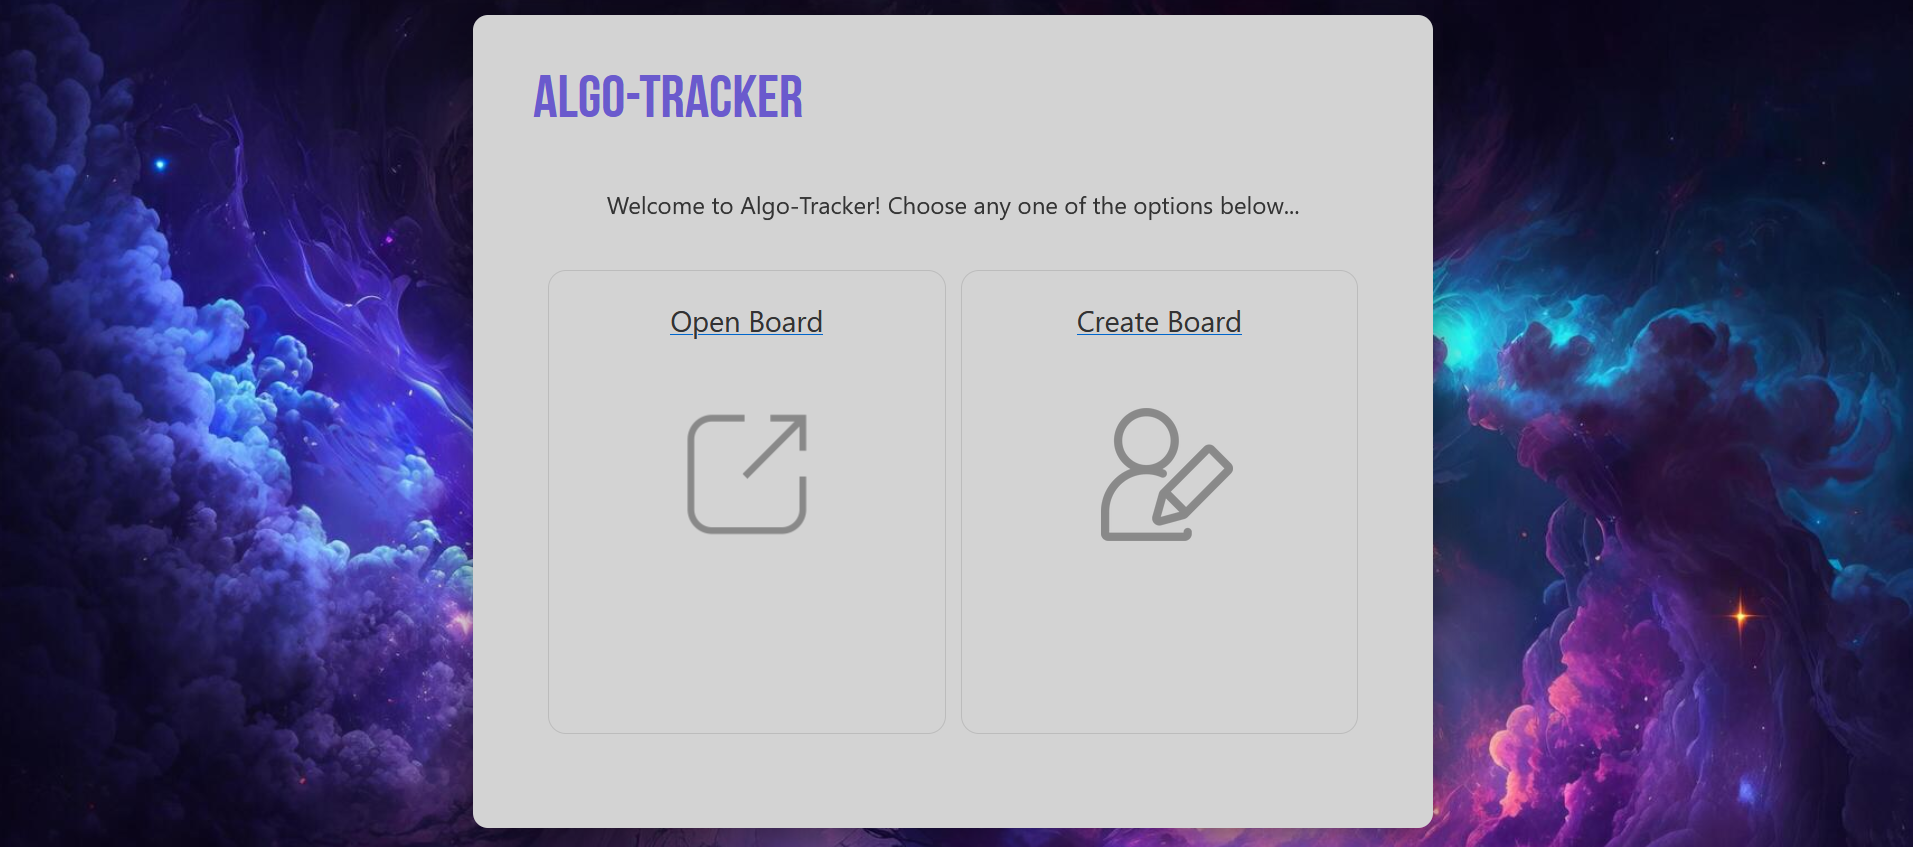 ALGO-TRACKER
Welcome to Algo-Tracker! Choose any one of the options below...
Open Board
Create Board